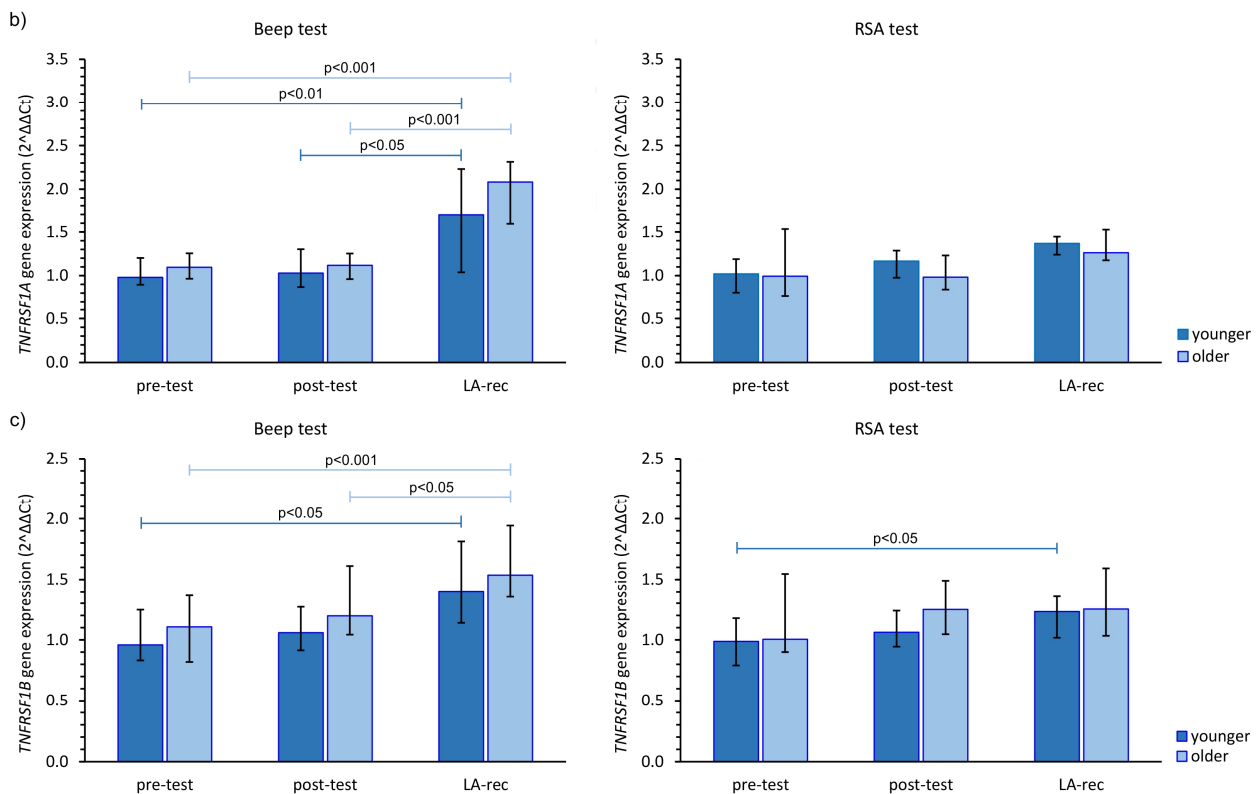 b)
Beep test
TNFRSF1A gene expression (2^ΔΔCt)
3.5
3.0
2.5
2.0
1.5
1.0
0.5
0.0
p<0.001
p<0.01
p<0.001
p<0.05
pre-test
post-test
LA-rec
RSA test
TNFRSF1A gene expression (2^ΔΔCt)
3.5
3.0
2.5
2.0
1.5
1.0
0.5
0.0
pre-test
post-test
LA-rec
younger
older
c)
Beep test
TNFRSF1B gene expression (2^ΔΔCt)
2.5
2.0
1.5
1.0
0.5
0.0
p<0.001
p<0.05
p<0.05
pre-test
post-test
LA-rec
RSA test
TNFRSF1B gene expression (2^ΔΔCt)
2.5
2.0
1.5
1.0
0.5
0.0
p<0.05
pre-test
post-test
LA-rec
younger
older